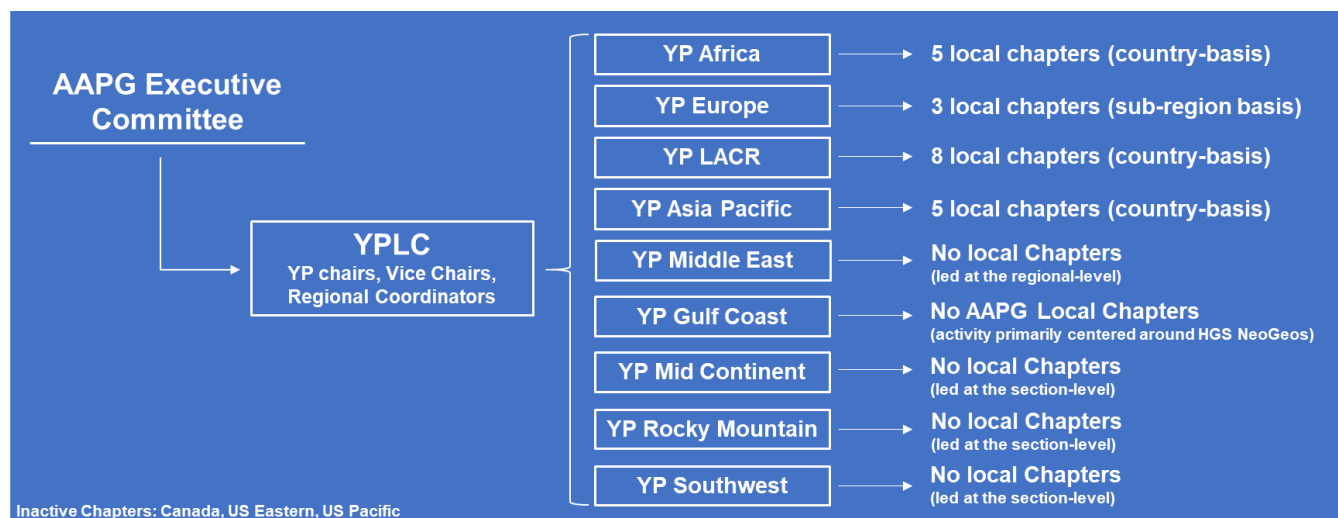 AAPG Executive
Committee
YPLC
YP chairs, Vice Chairs,
Regional Coordinators
YP Africa
5 local chapters (country-basis)
YP Europe
3 local chapters (sub-region basis)
YP LACR
8 local chapters (country-basis)
YP Asia Pacific
5 local chapters (country-basis)
YP Middle East
No local Chapters
(led at the regional-level)
YP Gulf Coast
No AAPG Local Chapters
(activity primarily centered around HGS NeoGeos)
YP Mid Continent
No local Chapters
(led at the section-level)
YP Rocky Mountain
No local Chapters
(led at the section-level)
YP Southwest
No local Chapters
(led at the section-level)
Inactive Chapters: Canada, US Eastern, US Pacific